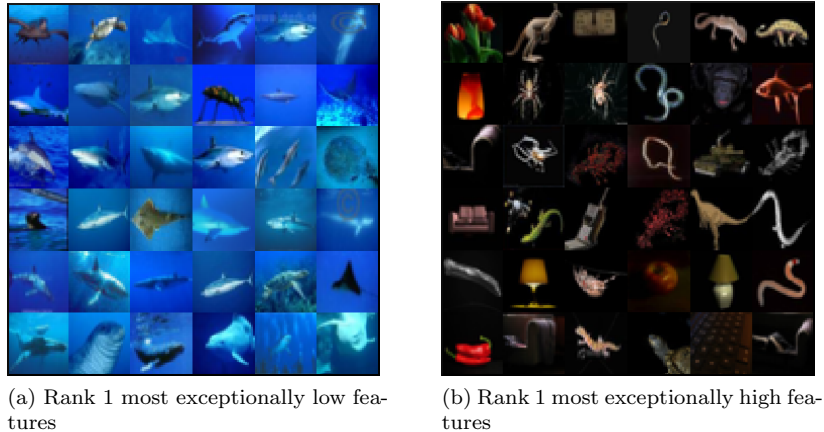 (a) Rank 1 most exceptionally low fea-
tures
(b) Rank 1 most exceptionally high fea-
tures